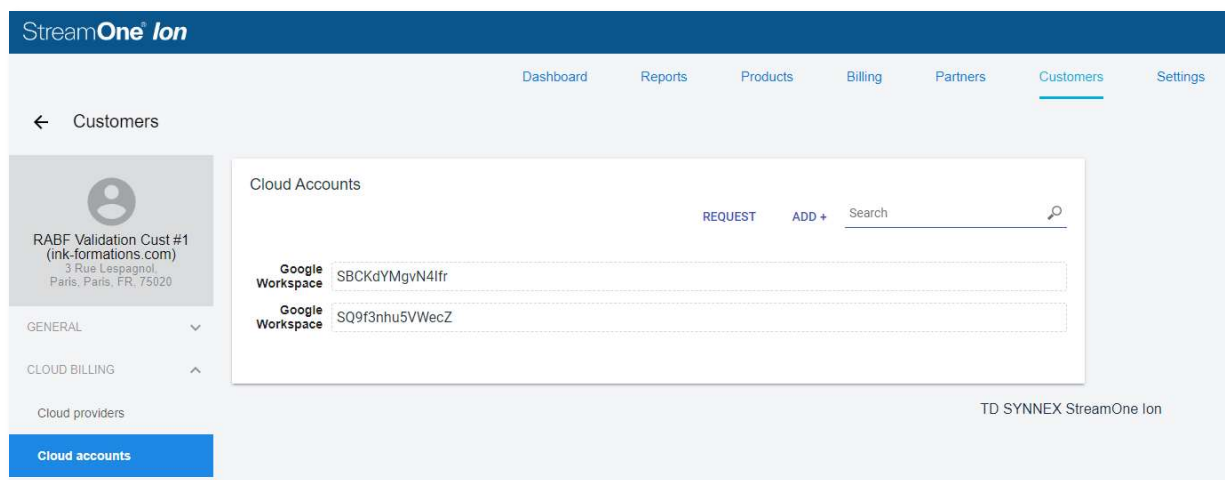 StreamOne® Ion
Dashboard Reports Products Billing Partners Customers Settings
Customers
RABF Validation Cust #1
(ink-formations.com)
3 Rue Lespagnol,
Paris, Paris, FR, 75020
GENERAL
CLOUD BILLING
Cloud providers
Cloud accounts
Cloud Accounts
REQUEST ADD + Search
Google
Workspace
SBCKdYMgvN4Ifr
Google
Workspace
SQ9f3nhu5VWecZ
TD SYNNEX StreamOne Ion